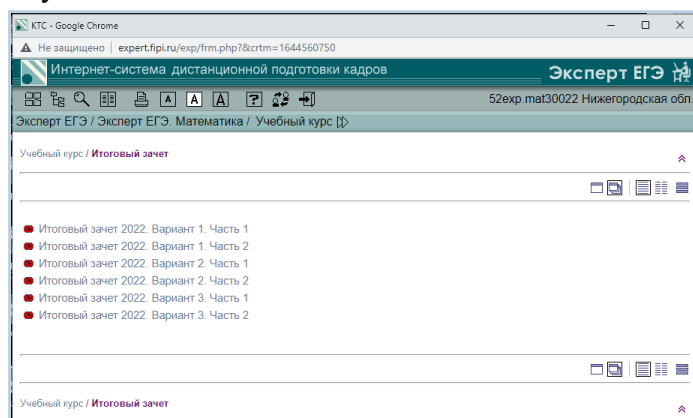 КТС - Google Chrome
Не защищено | expert.fipi.ru/exp/frm.php?&crtm=1644560750
Интернет-система дистанционной подготовки кадров
Эксперт ЕГЭ
A A A ?
52exp.mat30022 Нижегородская обл.
Эксперт ЕГЭ / Эксперт ЕГЭ. Математика / Учебный курс
Учебный курс / Итоговый зачет
Итоговый зачет 2022. Вариант 1. Часть 1
Итоговый зачет 2022. Вариант 1. Часть 2
Итоговый зачет 2022. Вариант 2. Часть 1
Итоговый зачет 2022. Вариант 2. Часть 2
Итоговый зачет 2022. Вариант 3. Часть 1
Итоговый зачет 2022. Вариант 3. Часть 2
Учебный курс / Итоговый зачет